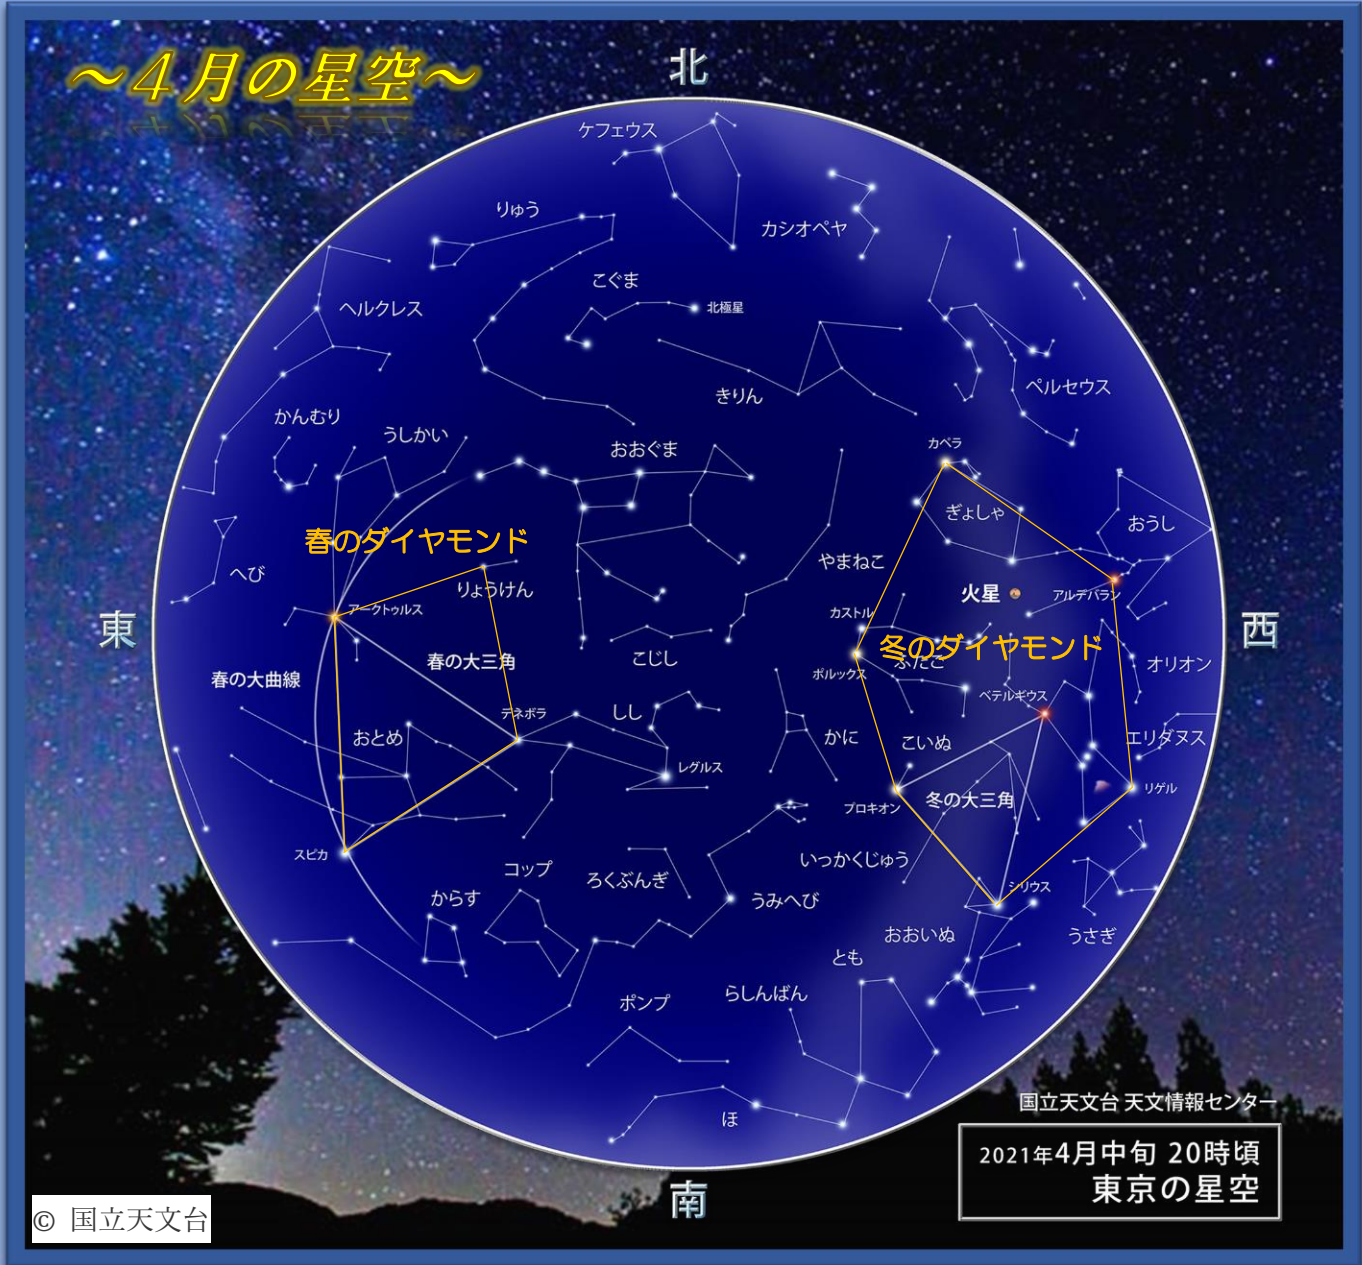 ～4月の星空～
北
ケフェウス
りゅう
カシオペヤ
こぐま
北極星
ヘルクレス
きりん
ペルセウス
かんむり
うしかい
おおぐま
カペラ
ぎょしゃ
おうし
春のダイヤモンド
やまねこ
へび
りょうけん
火星
アルデバラン
アークトゥルス
カストル
東
西
冬のダイヤモンド
ふたご
春の大三角
こじし
オリオン
ポルックス
春の大曲線
ベテルギウス
デネボラ
しし
おとめ
かに
こいぬ
エリダヌス
レグルス
リゲル
プロキオン
冬の大三角
スピカ
コップ
ろくぶんぎ
いっかくじゅう
シリウス
からす
うみへび
おおいぬ
うさぎ
とも
ポンプ
らしんばん
ほ
国立天文台 天文情報センター
2021年4月中旬 20時頃
東京の星空
南
© 国立天文台